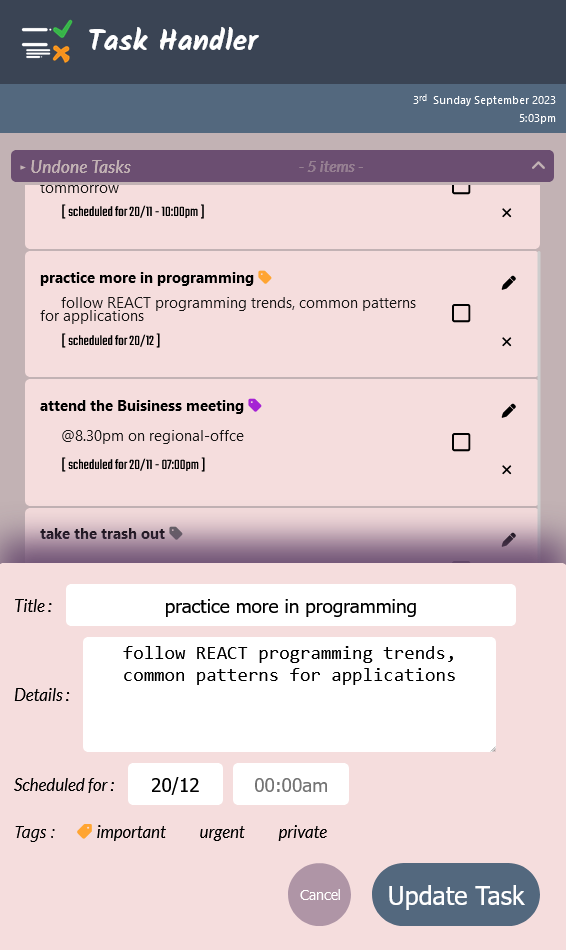 Task Handler
3rd Sunday September 2023
5:03pm
Undone Tasks - 5 items -
tommorrow
[ scheduled for 20/11 - 10:00pm ]
practice more in programming
follow REACT programming trends, common patterns
for applications
[ scheduled for 20/12 ]
attend the Buisiness meeting
@8.30pm on regional-offce
[ scheduled for 20/11 - 07:00pm ]
take the trash out
Title : practice more in programming
Details : follow REACT programming trends,
common patterns for applications
Scheduled for : 20/12 00:00am
Tags : important urgent private
Cancel Update Task